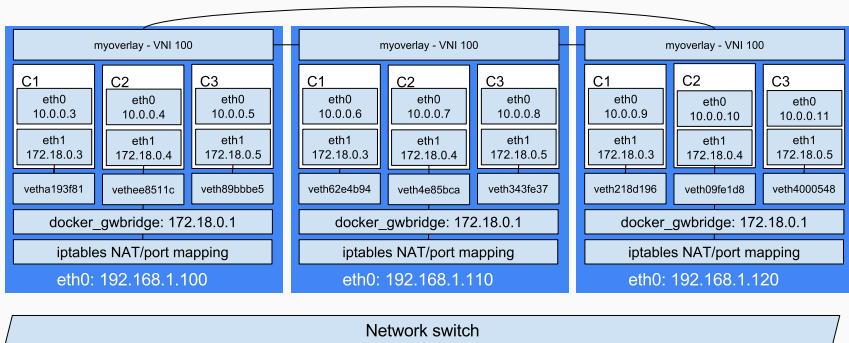 myoverlay - VNI 100
C1
eth0
10.0.0.3
eth1
172.18.0.3
vetha193f81
C2
eth0
10.0.0.4
eth1
172.18.0.4
vethee8511c
C3
eth0
10.0.0.5
eth1
172.18.0.5
veth89bbbe5
docker_gwbridge: 172.18.0.1
iptables NAT/port mapping
eth0: 192.168.1.100
myoverlay - VNI 100
C1
eth0
10.0.0.6
eth1
172.18.0.3
veth62e4b94
C2
eth0
10.0.0.7
eth1
172.18.0.4
veth4e85bca
C3
eth0
10.0.0.8
eth1
172.18.0.5
veth343fe37
docker_gwbridge: 172.18.0.1
iptables NAT/port mapping
eth0: 192.168.1.110
myoverlay - VNI 100
C1
eth0
10.0.0.9
eth1
172.18.0.3
veth218d196
C2
eth0
10.0.0.10
eth1
172.18.0.4
veth09fe1d8
C3
eth0
10.0.0.11
eth1
172.18.0.5
veth4000548
docker_gwbridge: 172.18.0.1
iptables NAT/port mapping
eth0: 192.168.1.120
Network switch